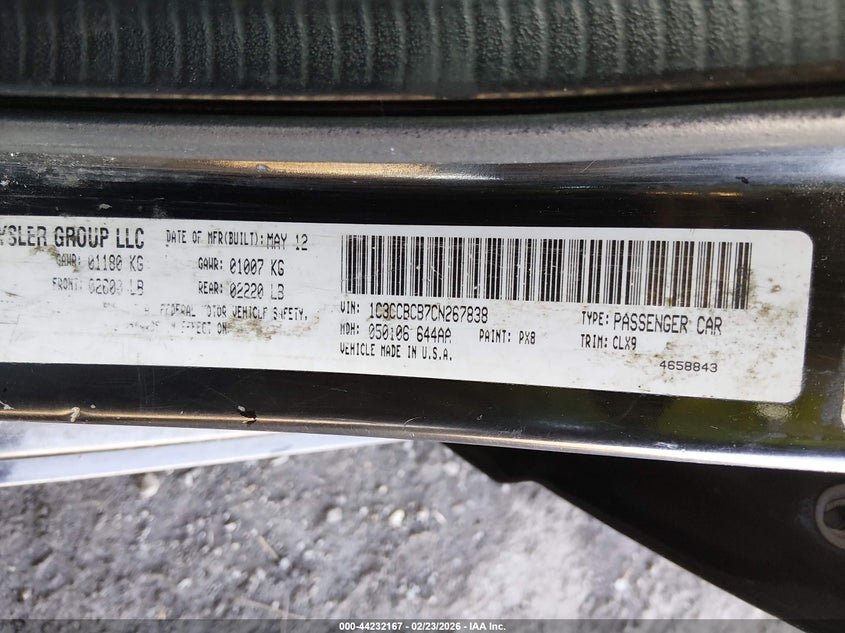 YSLER GROUP LLC DATE OF MFR(BUILT): MAY 12
GAWR: 01180 KG GAWR: 01007 KG
FRONT: LB REAR: 02220 LB
VIN: 1C3CCBCB7CN267838 TYPE: PASSENGER CAR
FEDERAL MOTOR VEHICLE SAFETY,
MDH: 050106 644AA PAINT: PX8 TRIM: CLX9
EFFECT ON
VEHICLE MADE IN U.S.A. 4658843
000-44232167 - 02/23/2026 - IAA Inc.